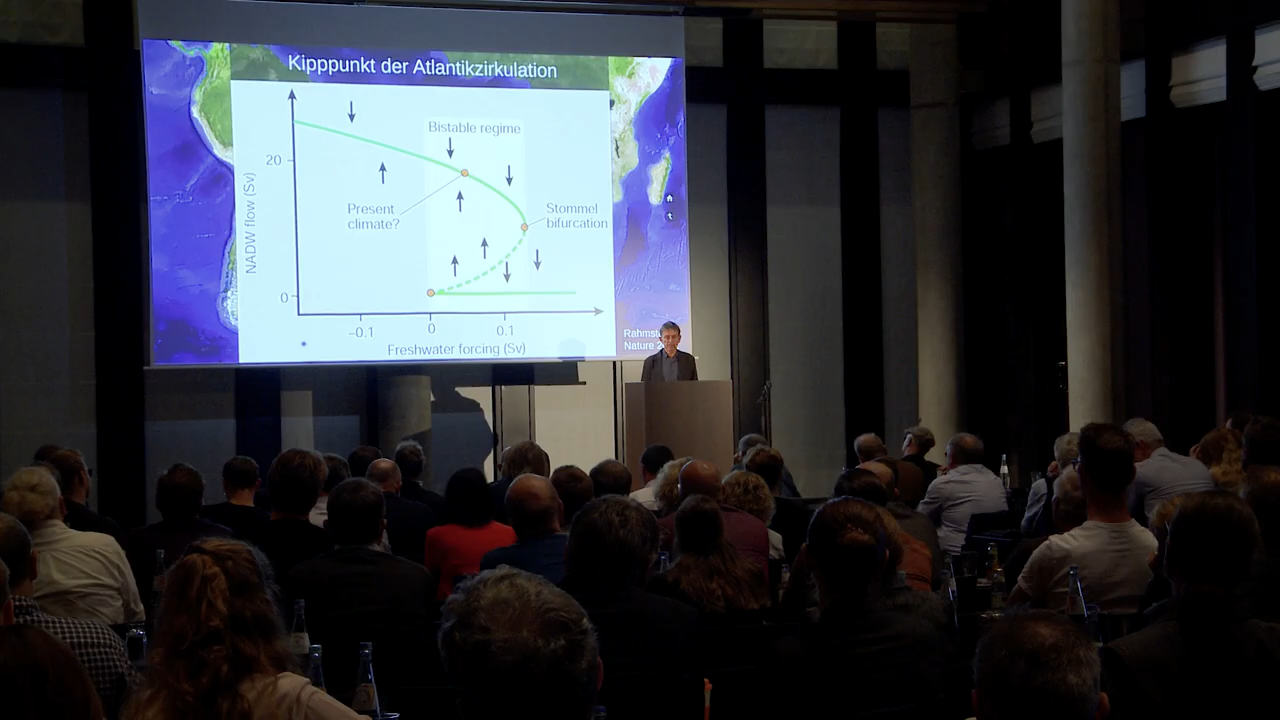 Kipppunkt der Atlantikzirkulation
Bistable regime
20
Present
climate?
Stommel
bifurcation
NADW flow (Sv)
0
−0.1
0
0.1
Freshwater forcing (Sv)
Nature